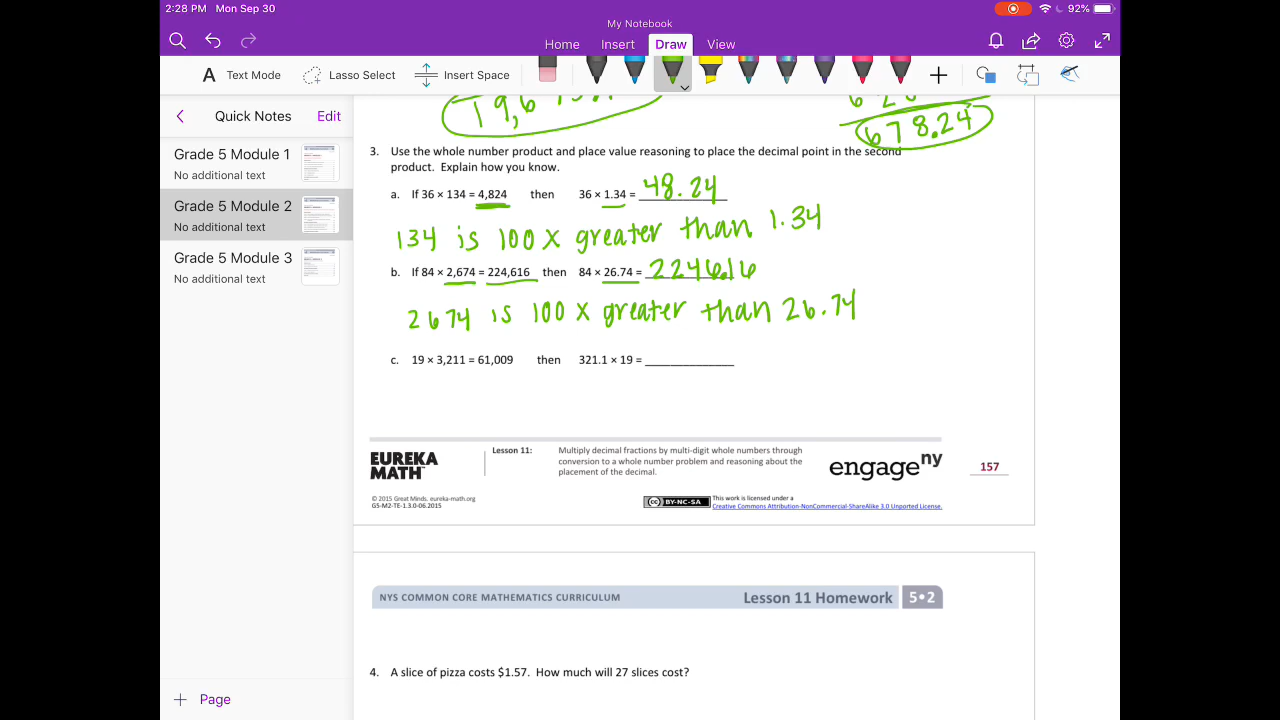 2:28 PM Mon Sep 30
92%
My Notebook
Home Insert Draw View
Text Mode Lasso Select Insert Space
Quick Notes Edit
Grade 5 Module 1
No additional text
Grade 5 Module 2
No additional text
Grade 5 Module 3
No additional text
Page
678.24
3. Use the whole number product and place value reasoning to place the decimal point in the second
product. Explain how you know.
a. If 36 × 134 = 4,824 then 36 × 1.34 = 48.24
134 is 100 X greater than 1.34
b. If 84 × 2,674 = 224,616 then 84 × 26.74 = 2246.16
2674 is 100 X greater than 26.74
c. 19 × 3,211 = 61,009 then 321.1 × 19 = ______________
EUREKA
MATH™
Lesson 11: Multiply decimal fractions by multi-digit whole numbers through
conversion to a whole number problem and reasoning about the
placement of the decimal.
engageny
157
© 2015 Great Minds. eureka-math.org
G5-M2-TE-1.3.0-06.2015
cc BY-NC-SA
This work is licensed under a
Creative Commons Attribution-NonCommercial-ShareAlike 3.0 Unported License.
NYS COMMON CORE MATHEMATICS CURRICULUM Lesson 11 Homework 5•2
4. A slice of pizza costs $1.57. How much will 27 slices cost?